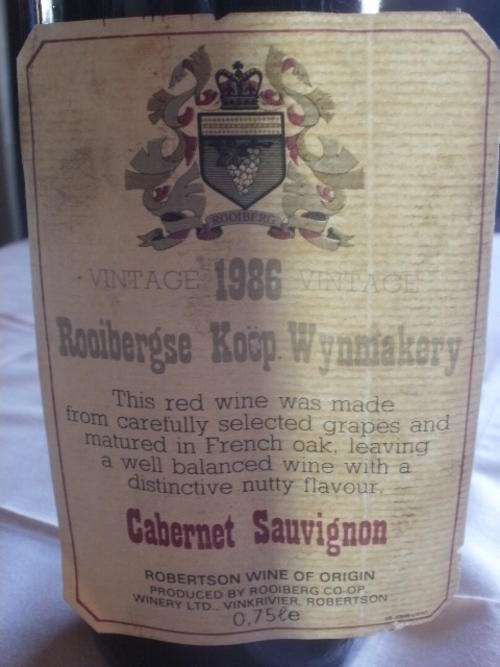 ROOIBERG
VINTAGE 1986 VINTAGE
Rooibergse Koöp. Wynmakery
This red wine was made
from carefully selected grapes and
matured in French oak, leaving
a well balanced wine with a
distinctive nutty flavour.
Cabernet Sauvignon
ROBERTSON WINE OF ORIGIN
PRODUCED BY ROOIBERG CO-OP
WINERY LTD., VINKRIVIER, ROBERTSON
0,75ℓe